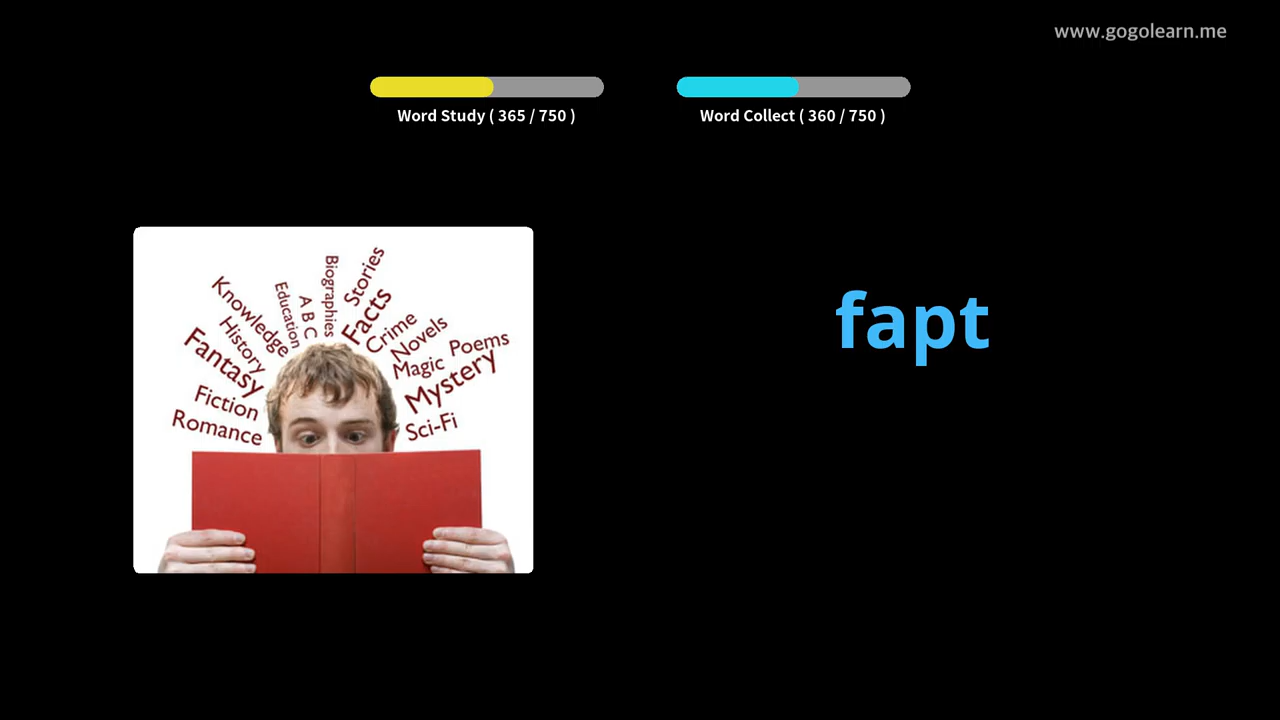 www.gogolearn.me
Word Study ( 365 / 750 )
Word Collect ( 360 / 750 )
Stories
Biographies
Facts
A B C
Education
Knowledge
Crime
Novels
History
Poems
Magic
Fantasy
Mystery
Fiction
Sci-Fi
Romance
fapt